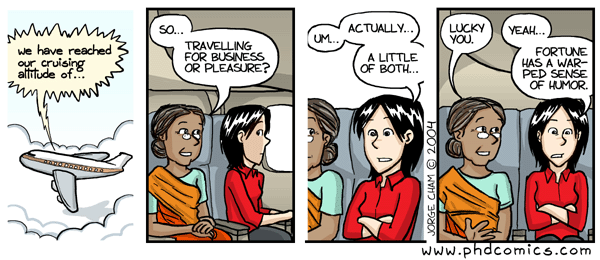 We have reached
our cruising
altitude of...
SO...
TRAVELLING
FOR BUSINESS
OR PLEASURE?
UM...
ACTUALLY...
A LITTLE
OF BOTH...
JORGE CHAM © 2004
LUCKY
YOU.
YEAH...
FORTUNE
HAS A WAR-
PED SENSE
OF HUMOR.
www.phdcomics.com